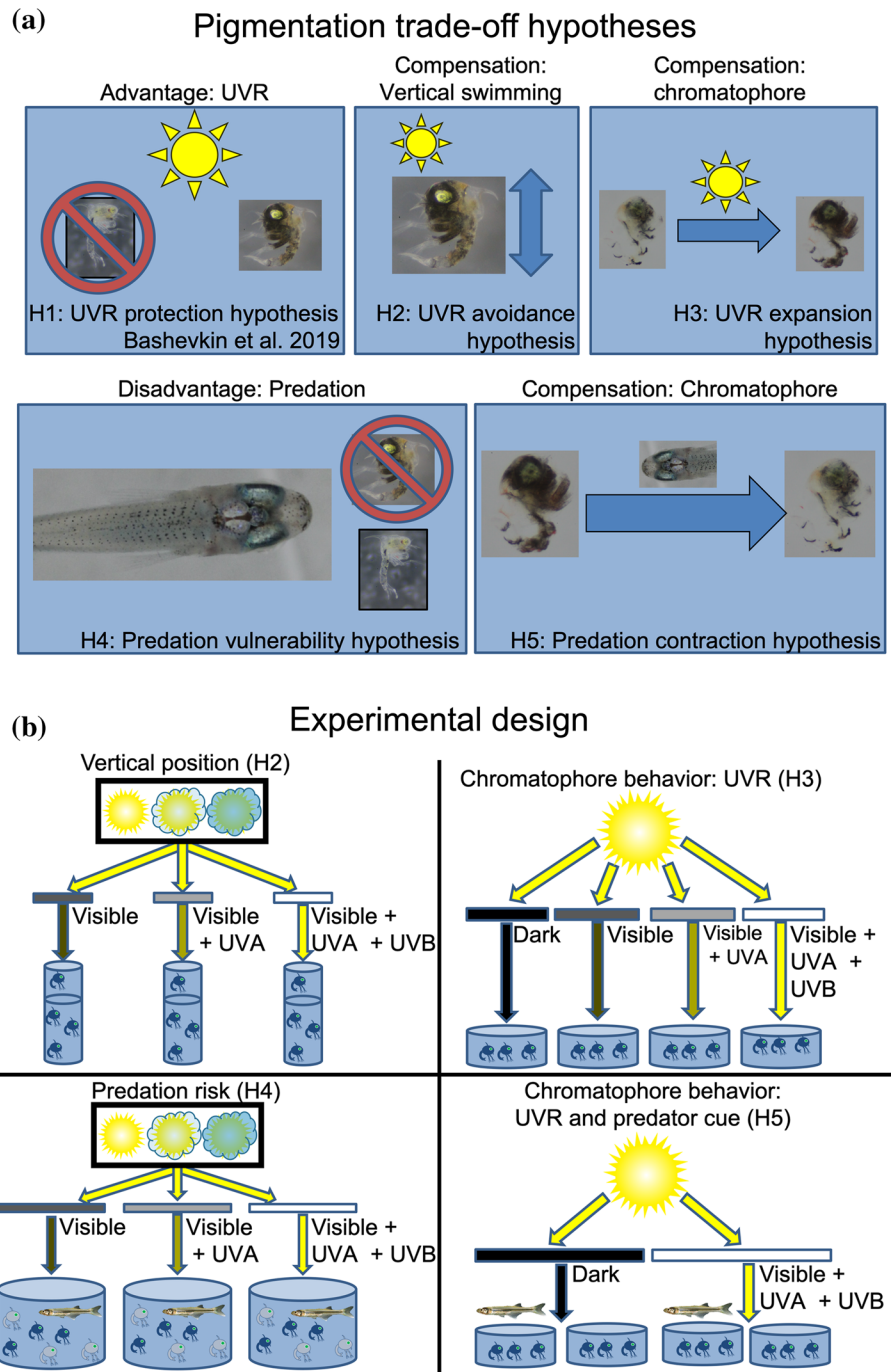 (a)
Pigmentation trade-off hypotheses
Advantage: UVR
Compensation:
Vertical swimming
Compensation:
chromatophore
H1: UVR protection hypothesis
Bashevkin et al. 2019
H2: UVR avoidance
hypothesis
H3: UVR expansion
hypothesis
Disadvantage: Predation
Compensation: Chromatophore
H4: Predation vulnerability hypothesis
H5: Predation contraction hypothesis
(b)
Experimental design
Vertical position (H2)
Visible
Visible
+ UVA
Visible +
UVA + UVB
Chromatophore behavior: UVR (H3)
Dark
Visible
Visible
+ UVA
Visible +
UVA +
UVB
Predation risk (H4)
Visible
Visible
+ UVA
Visible +
UVA + UVB
Chromatophore behavior:
UVR and predator cue (H5)
Dark
Visible +
UVA + UVB